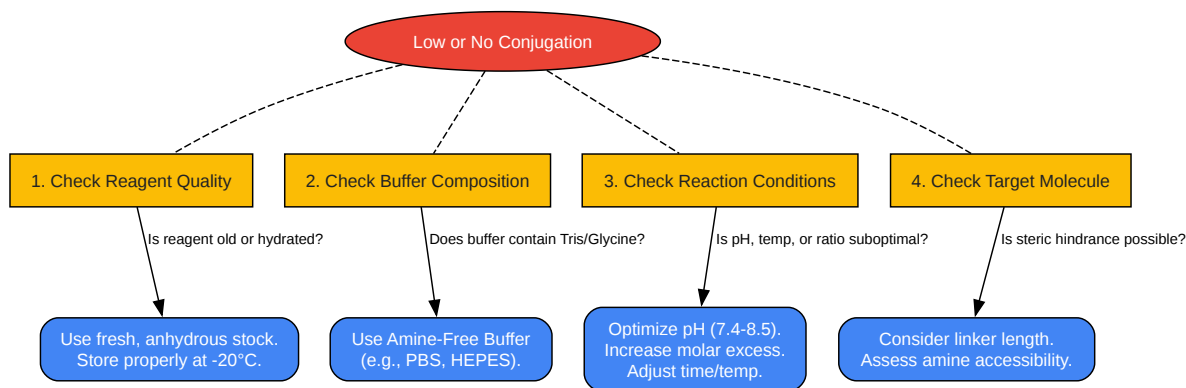 Low or No Conjugation
1. Check Reagent Quality
2. Check Buffer Composition
3. Check Reaction Conditions
4. Check Target Molecule
Is reagent old or hydrated?
Does buffer contain Tris/Glycine?
Is pH, temp, or ratio suboptimal?
Is steric hindrance possible?
Use fresh, anhydrous stock.
Store properly at -20°C.
Use Amine-Free Buffer
(e.g., PBS, HEPES).
Optimize pH (7.4-8.5).
Increase molar excess.
Adjust time/temp.
Consider linker length.
Assess amine accessibility.